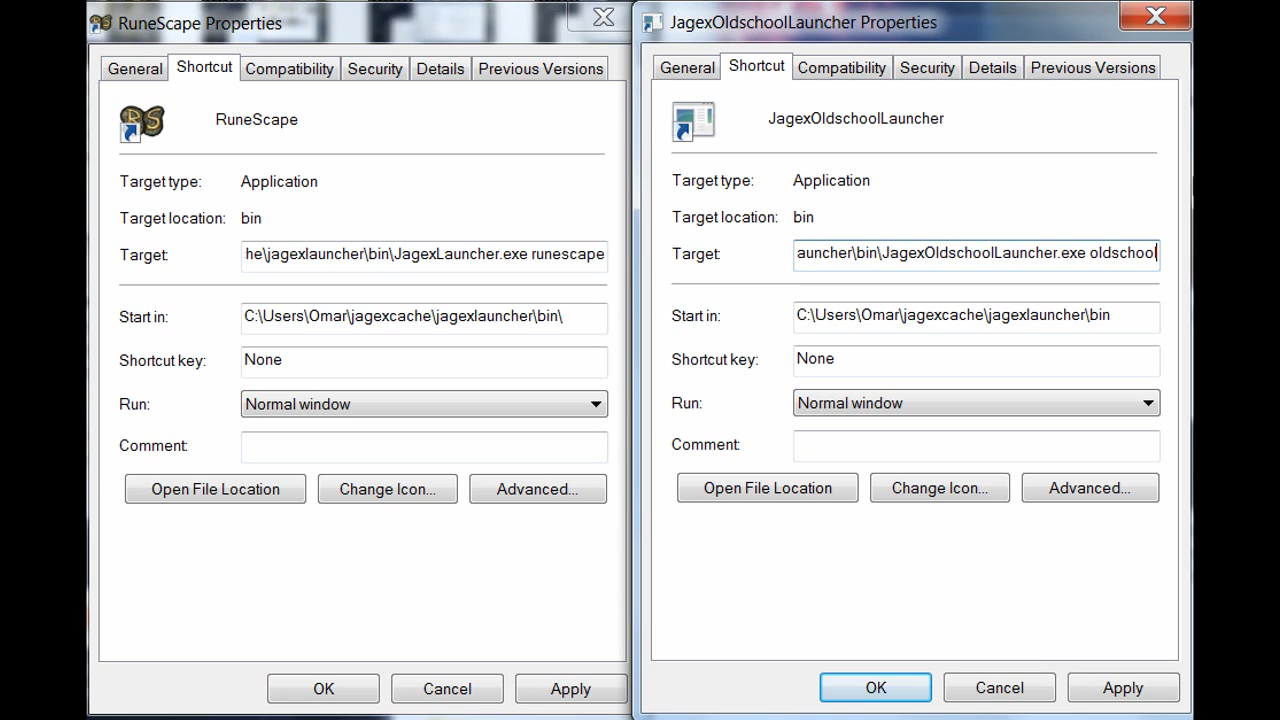 RuneScape Properties
General Shortcut Compatibility Security Details Previous Versions
RuneScape
Target type: Application
Target location: bin
Target: he\jagexlauncher\bin\JagexLauncher.exe runescape
Start in: C:\Users\Omar\jagexcache\jagexlauncher\bin\
Shortcut key: None
Run: Normal window
Comment:
Open File Location Change Icon... Advanced...
OK Cancel Apply
JagexOldschoolLauncher Properties
General Shortcut Compatibility Security Details Previous Versions
JagexOldschoolLauncher
Target type: Application
Target location: bin
Target: auncher\bin\JagexOldschoolLauncher.exe oldschool
Start in: C:\Users\Omar\jagexcache\jagexlauncher\bin
Shortcut key: None
Run: Normal window
Comment:
Open File Location Change Icon... Advanced...
OK Cancel Apply